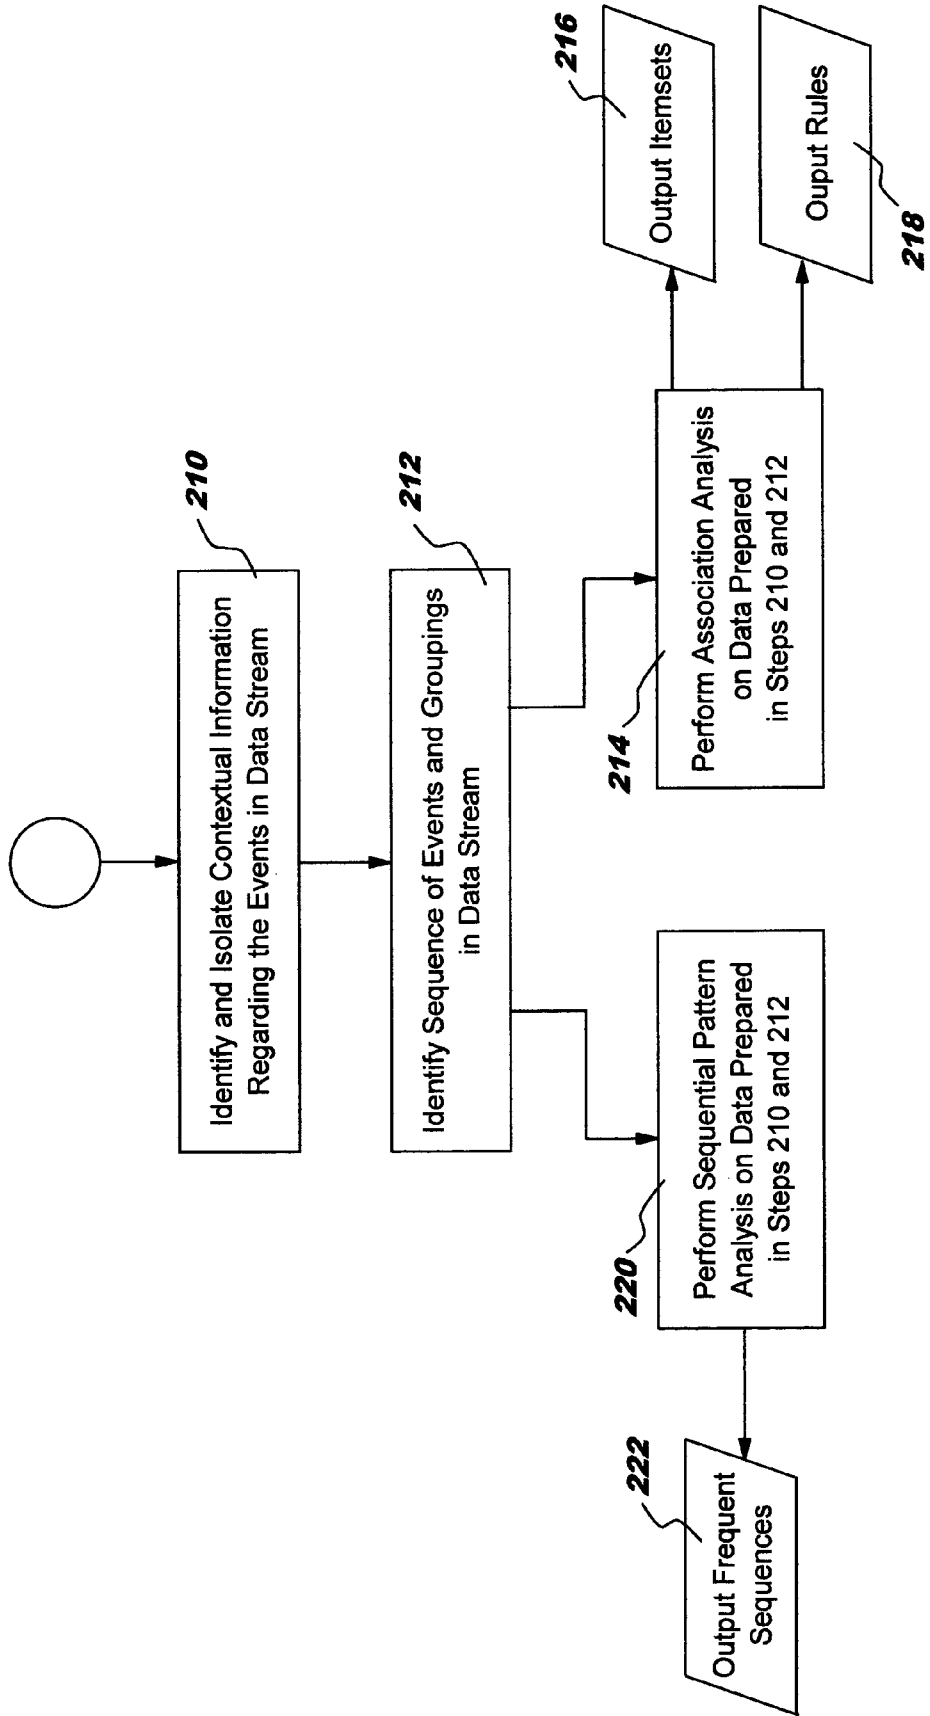 210
Identify and Isolate Contextual Information
Regarding the Events in Data Stream
212
Identify Sequence of Events and Groupings
in Data Stream
214
Perform Association Analysis
on Data Prepared
in Steps 210 and 212
216
Output Itemsets
Ouput Rules
218
220
Perform Sequential Pattern
Analysis on Data Prepared
in Steps 210 and 212
222
Output Frequent
Sequences